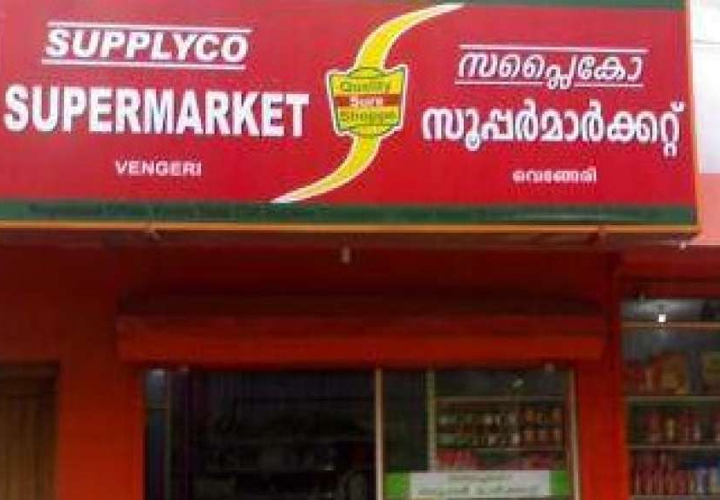 SUPPLYCO
SUPERMARKET
VENGERI
Quality
Sure
Shoppe
സപ്ലൈകോ
സൂപ്പർമാർക്കറ്റ്
വെങ്ങേരി